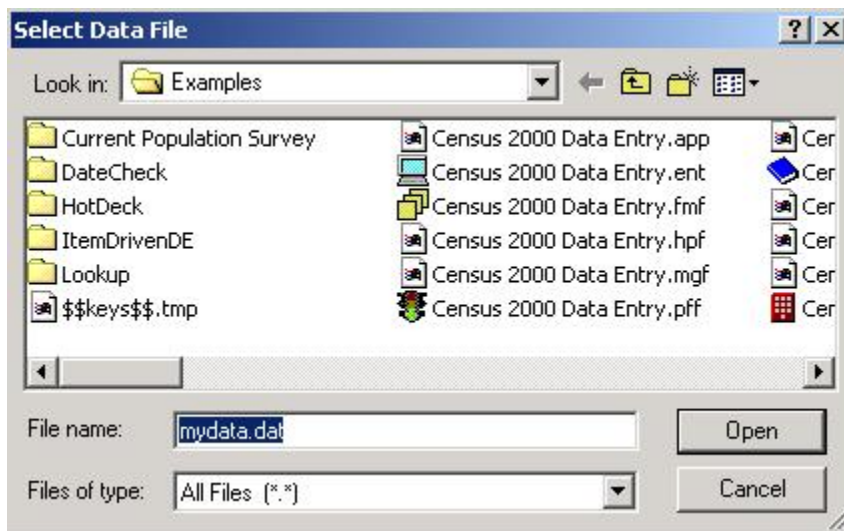 Select Data File
Look in: Examples
Current Population Survey
DateCheck
HotDeck
ItemDrivenDE
Lookup
$$keys$$.tmp
Census 2000 Data Entry.app
Census 2000 Data Entry.ent
Census 2000 Data Entry.fmf
Census 2000 Data Entry.hpf
Census 2000 Data Entry.mgf
Census 2000 Data Entry.pff
Cer
Cer
Cer
Cer
Cer
Cer
File name: mydata.dat Open
Files of type: All Files (*.*) Cancel